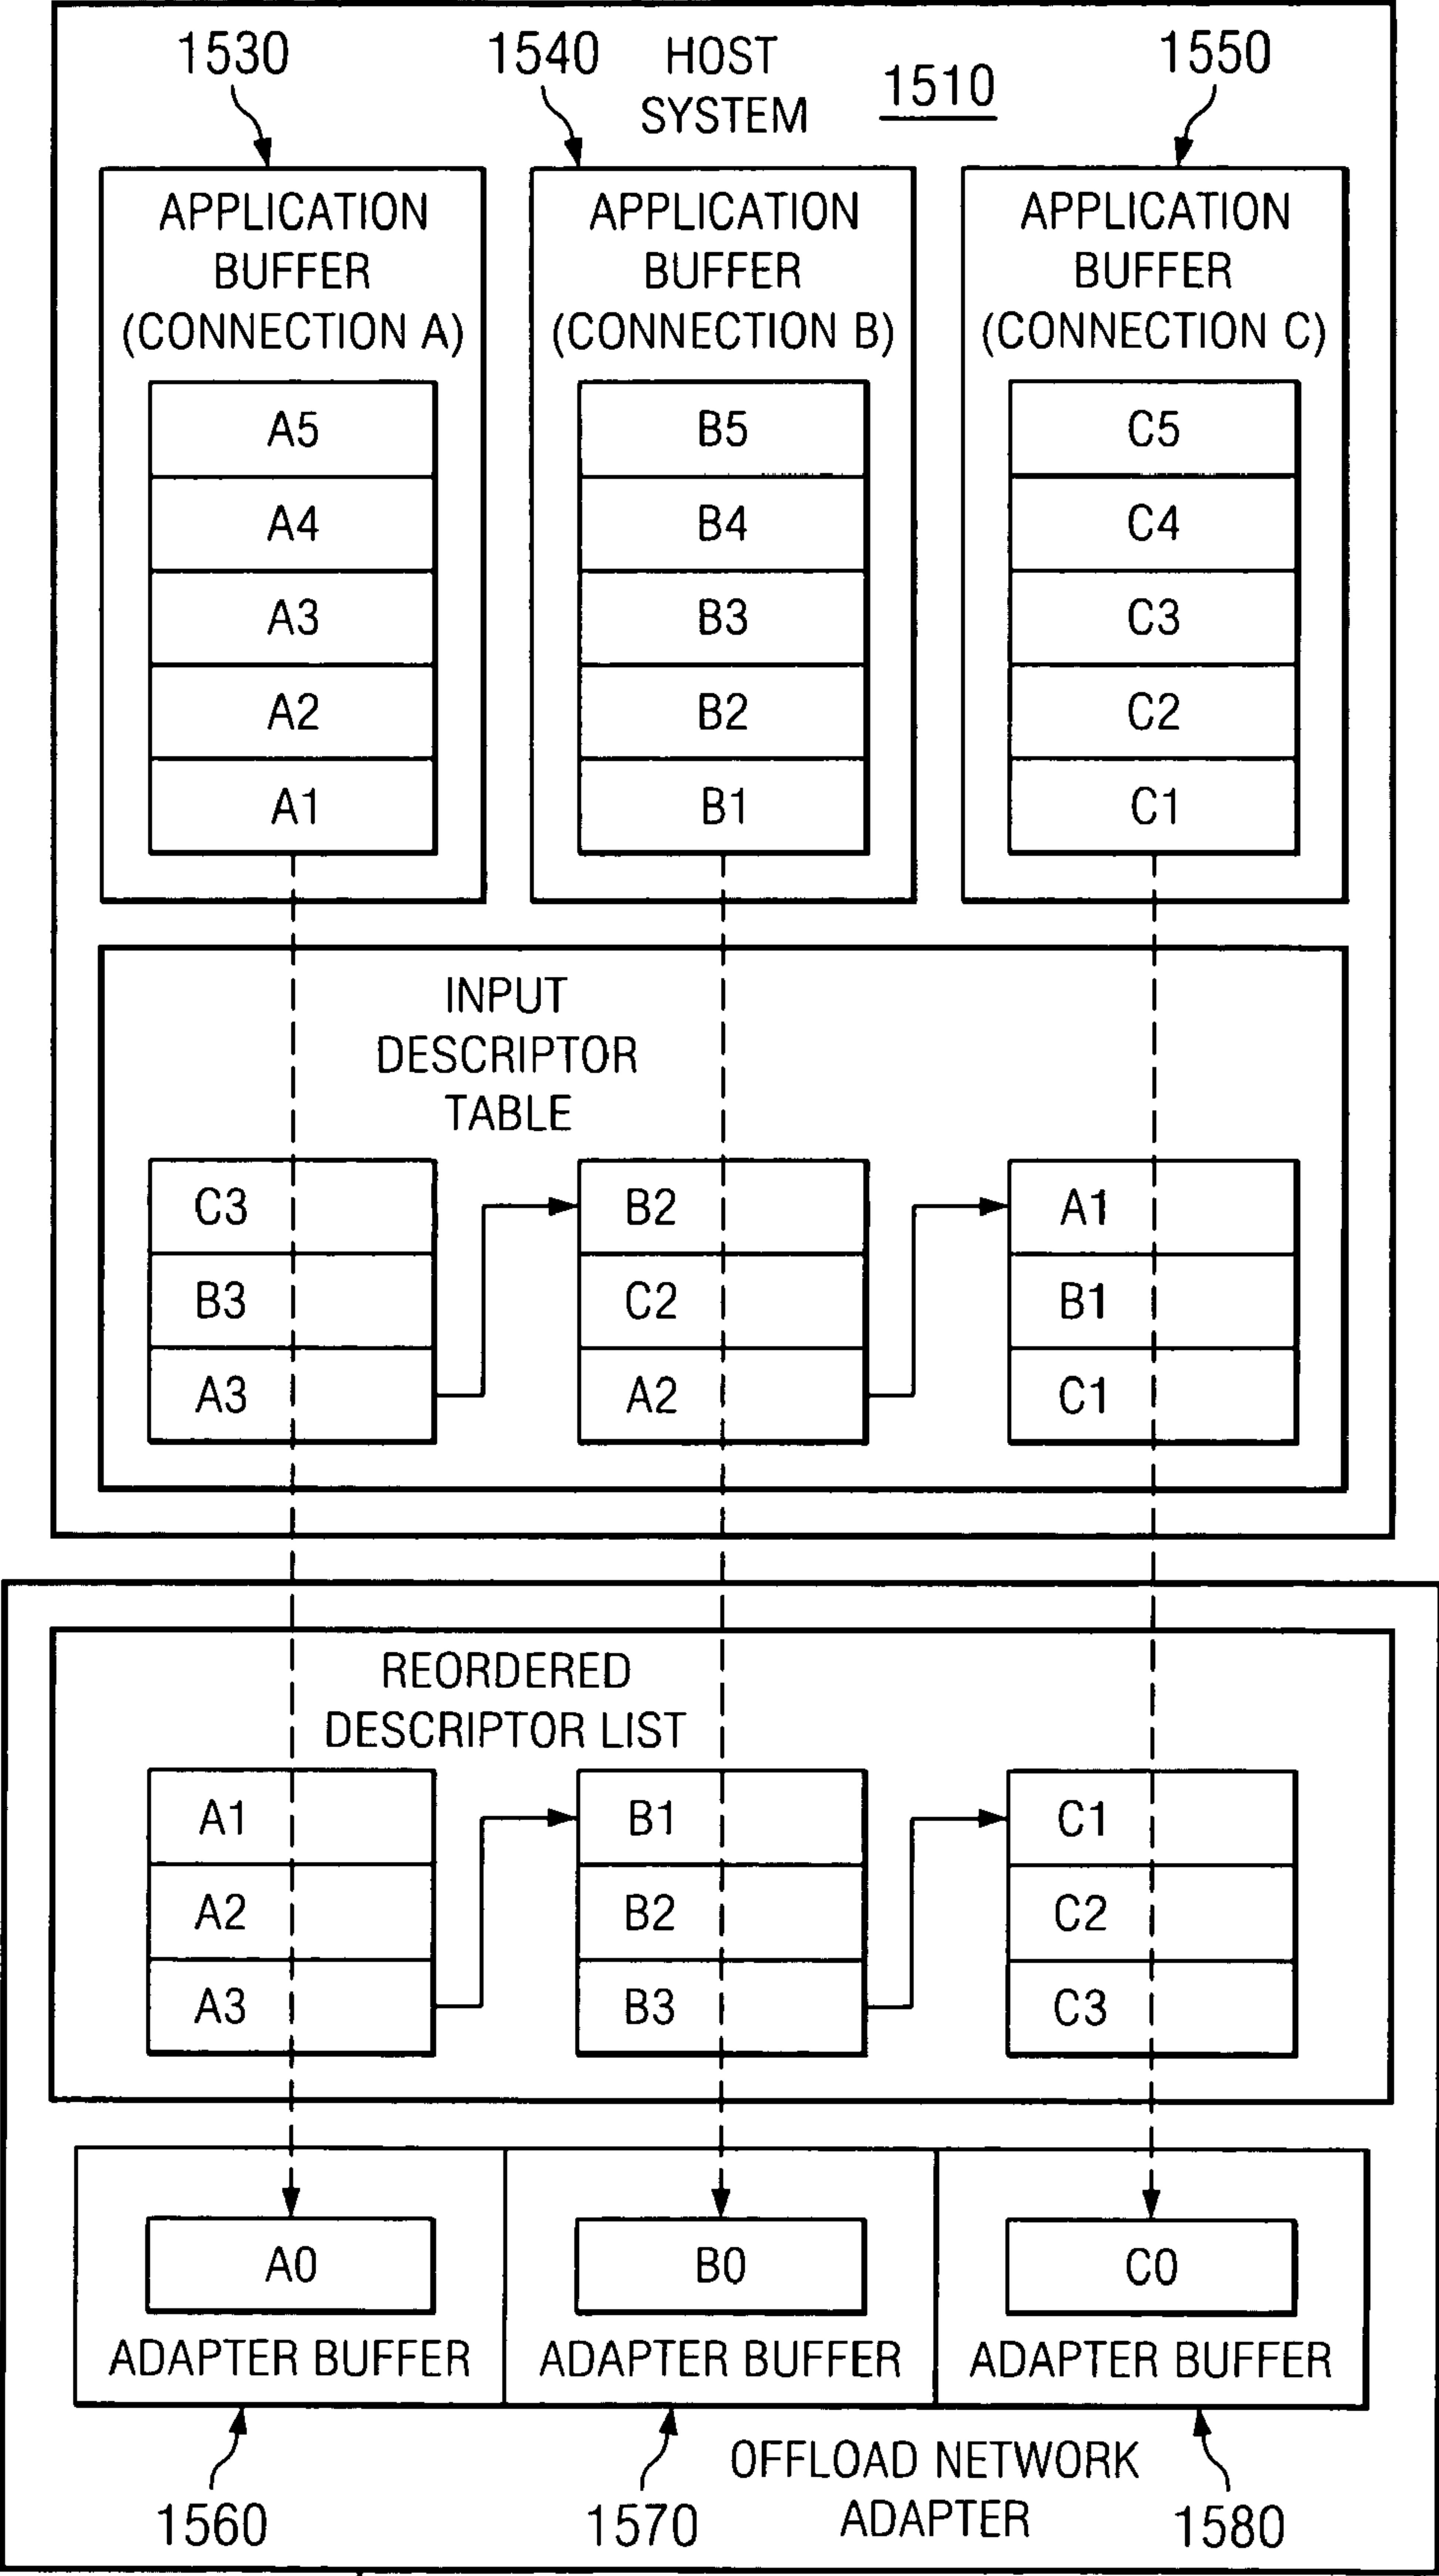 1530
1540
HOST
SYSTEM
1510
1550
APPLICATION
BUFFER
(CONNECTION A)
A5
A4
A3
A2
A1
APPLICATION
BUFFER
(CONNECTION B)
B5
B4
B3
B2
B1
APPLICATION
BUFFER
(CONNECTION C)
C5
C4
C3
C2
C1
INPUT
DESCRIPTOR
TABLE
C3
B3
A3
B2
C2
A2
A1
B1
C1
REORDERED
DESCRIPTOR LIST
A1
A2
A3
B1
B2
B3
C1
C2
C3
A0
ADAPTER BUFFER
B0
ADAPTER BUFFER
C0
ADAPTER BUFFER
1560
1570
OFFLOAD NETWORK
ADAPTER
1580